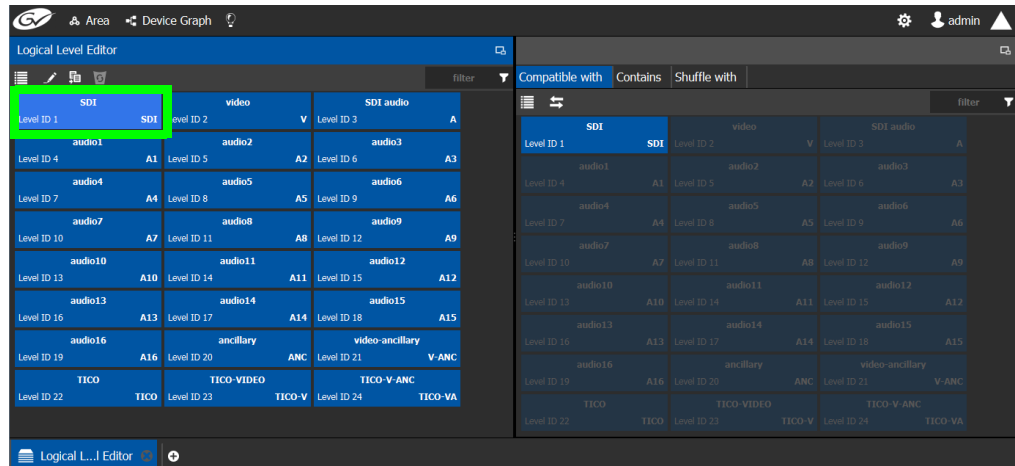 GV Area Device Graph admin
Logical Level Editor
filter
Compatible with Contains Shuffle with
filter
SDI video SDI audio
Level ID 1 SDI evel ID 2 V Level ID 3 A
audio1 audio2 audio3
Level ID 4 A1 Level ID 5 A2 Level ID 6 A3
audio4 audio5 audio6
Level ID 7 A4 Level ID 8 A5 Level ID 9 A6
audio7 audio8 audio9
Level ID 10 A7 Level ID 11 A8 Level ID 12 A9
audio10 audio11 audio12
Level ID 13 A10 Level ID 14 A11 Level ID 15 A12
audio13 audio14 audio15
Level ID 16 A13 Level ID 17 A14 Level ID 18 A15
audio16 ancillary video-ancillary
Level ID 19 A16 Level ID 20 ANC Level ID 21 V-ANC
TICO TICO-VIDEO TICO-V-ANC
Level ID 22 TICO Level ID 23 TICO-V Level ID 24 TICO-VA
SDI video SDI audio
Level ID 1 SDI Level ID 2 V Level ID 3 A
audio1 audio2 audio3
Level ID 4 A1 Level ID 5 A2 Level ID 6 A3
audio4 audio5 audio6
Level ID 7 A4 Level ID 8 A5 Level ID 9 A6
audio7 audio8 audio9
Level ID 10 A7 Level ID 11 A8 Level ID 12 A9
audio10 audio11 audio12
Level ID 13 A10 Level ID 14 A11 Level ID 15 A12
audio13 audio14 audio15
Level ID 16 A13 Level ID 17 A14 Level ID 18 A15
audio16 ancillary video-ancillary
Level ID 19 A16 Level ID 20 ANC Level ID 21 V-ANC
TICO TICO-VIDEO TICO-V-ANC
Level ID 22 TICO Level ID 23 TICO-V Level ID 24 TICO-VA
Logical L...l Editor